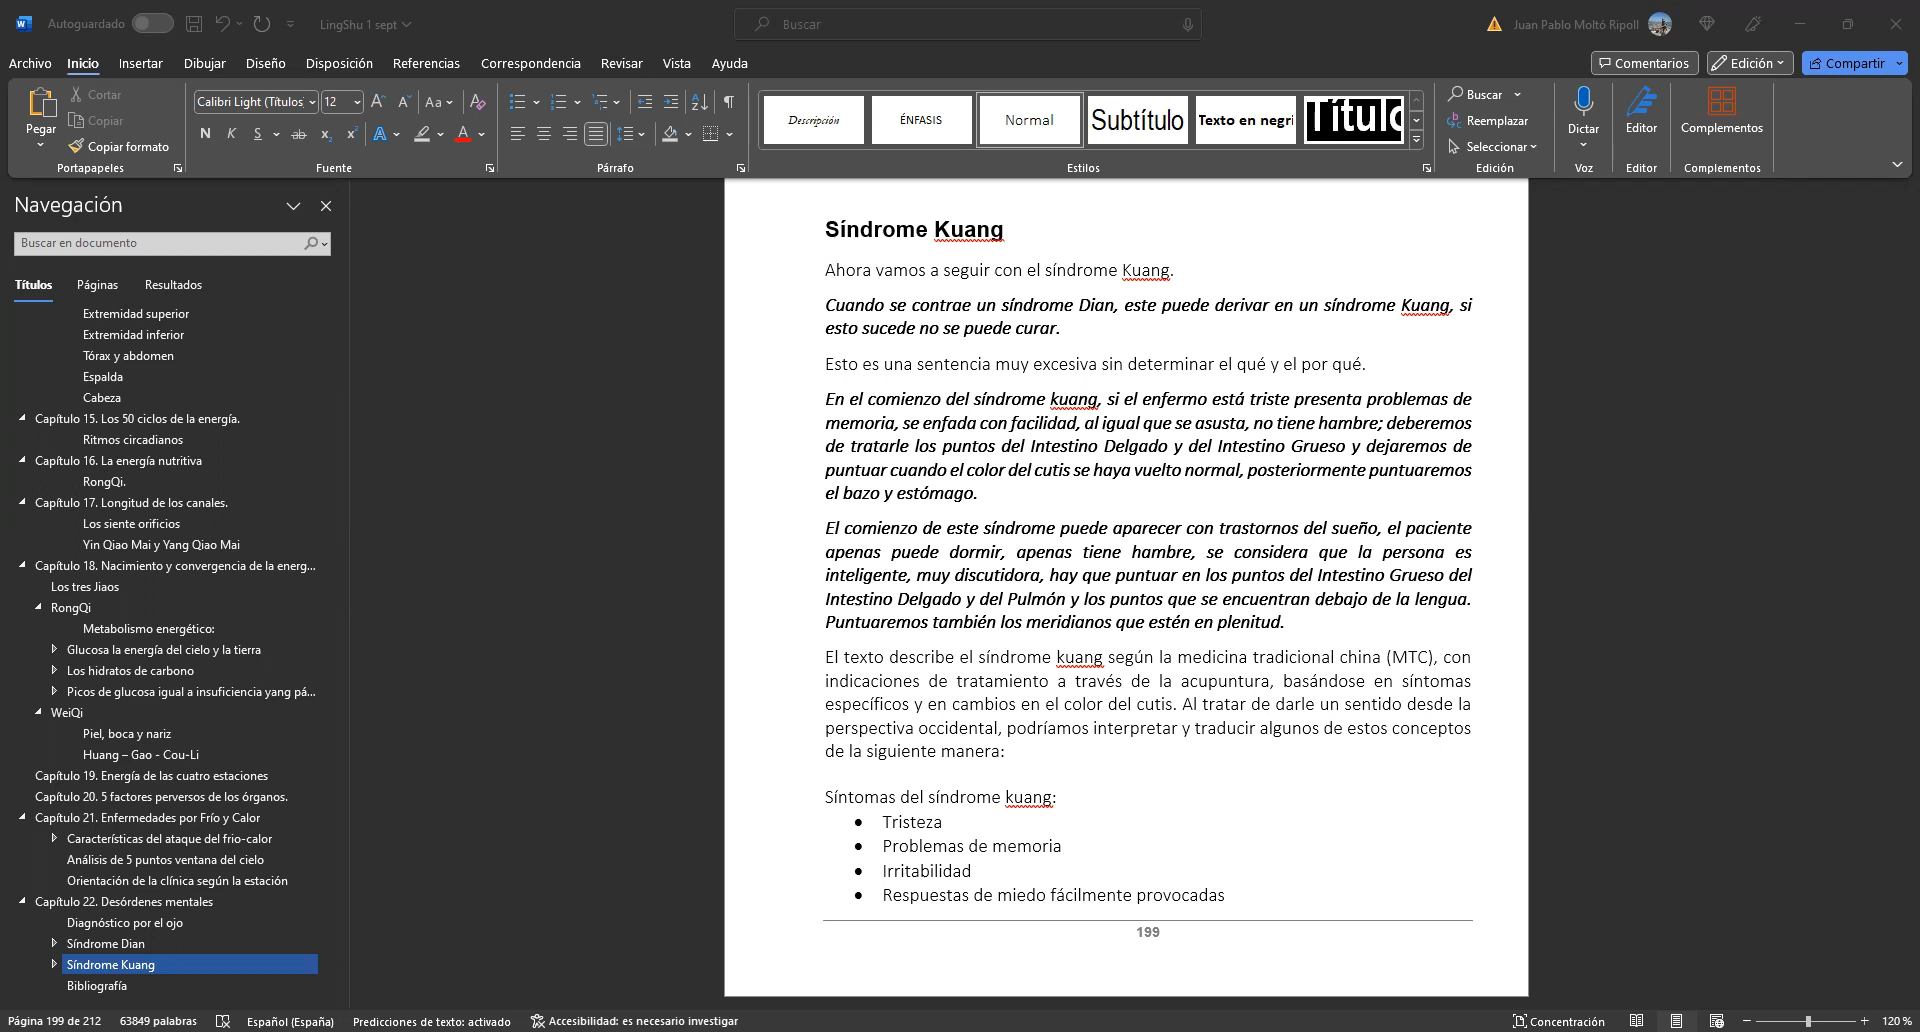 Autoguardado
LingShu 1 sept
Buscar
Juan Pablo Moltó Ripoll
Archivo Inicio Insertar Dibujar Diseño Disposición Referencias Correspondencia Revisar Vista Ayuda
Comentarios Edición Compartir
Pegar
Cortar
Copiar
Copiar formato
Portapapeles
Calibri Light (Títulos 12
Aa
N K S ab x₂ x² A A
Fuente
Párrafo
Descripción ÉNFASIS Normal Subtítulo Texto en negri Título
Estilos
Buscar
Reemplazar
Seleccionar
Edición
Dictar
Voz
Editor
Editor
Complementos
Complementos
Navegación
Buscar en documento
Títulos Páginas Resultados
Extremidad superior
Extremidad inferior
Tórax y abdomen
Espalda
Cabeza
Capítulo 15. Los 50 ciclos de la energía.
Ritmos circadianos
Capítulo 16. La energía nutritiva
RongQi.
Capítulo 17. Longitud de los canales.
Los siente orificios
Yin Qiao Mai y Yang Qiao Mai
Capítulo 18. Nacimiento y convergencia de la energ...
Los tres Jiaos
RongQi
Metabolismo energético:
Glucosa la energía del cielo y la tierra
Los hidratos de carbono
Picos de glucosa igual a insuficiencia yang pá...
WeiQi
Piel, boca y nariz
Huang – Gao - Cou-Li
Capítulo 19. Energía de las cuatro estaciones
Capítulo 20. 5 factores perversos de los órganos.
Capítulo 21. Enfermedades por Frío y Calor
Características del ataque del frio-calor
Análisis de 5 puntos ventana del cielo
Orientación de la clínica según la estación
Capítulo 22. Desórdenes mentales
Diagnóstico por el ojo
Síndrome Dian
Síndrome Kuang
Bibliografía
Síndrome Kuang
Ahora vamos a seguir con el síndrome Kuang.
Cuando se contrae un síndrome Dian, este puede derivar en un síndrome Kuang, si
esto sucede no se puede curar.
Esto es una sentencia muy excesiva sin determinar el qué y el por qué.
En el comienzo del síndrome kuang, si el enfermo está triste presenta problemas de
memoria, se enfada con facilidad, al igual que se asusta, no tiene hambre; deberemos
de tratarle los puntos del Intestino Delgado y del Intestino Grueso y dejaremos de
puntuar cuando el color del cutis se haya vuelto normal, posteriormente puntuaremos
el bazo y estómago.
El comienzo de este síndrome puede aparecer con trastornos del sueño, el paciente
apenas puede dormir, apenas tiene hambre, se considera que la persona es
inteligente, muy discutidora, hay que puntuar en los puntos del Intestino Grueso del
Intestino Delgado y del Pulmón y los puntos que se encuentran debajo de la lengua.
Puntuaremos también los meridianos que estén en plenitud.
El texto describe el síndrome kuang según la medicina tradicional china (MTC), con
indicaciones de tratamiento a través de la acupuntura, basándose en síntomas
específicos y en cambios en el color del cutis. Al tratar de darle un sentido desde la
perspectiva occidental, podríamos interpretar y traducir algunos de estos conceptos
de la siguiente manera:
Síntomas del síndrome kuang:
• Tristeza
• Problemas de memoria
• Irritabilidad
• Respuestas de miedo fácilmente provocadas
199
Página 199 de 212 63849 palabras Español (España) Predicciones de texto: activado Accesibilidad: es necesario investigar
Concentración 120 %